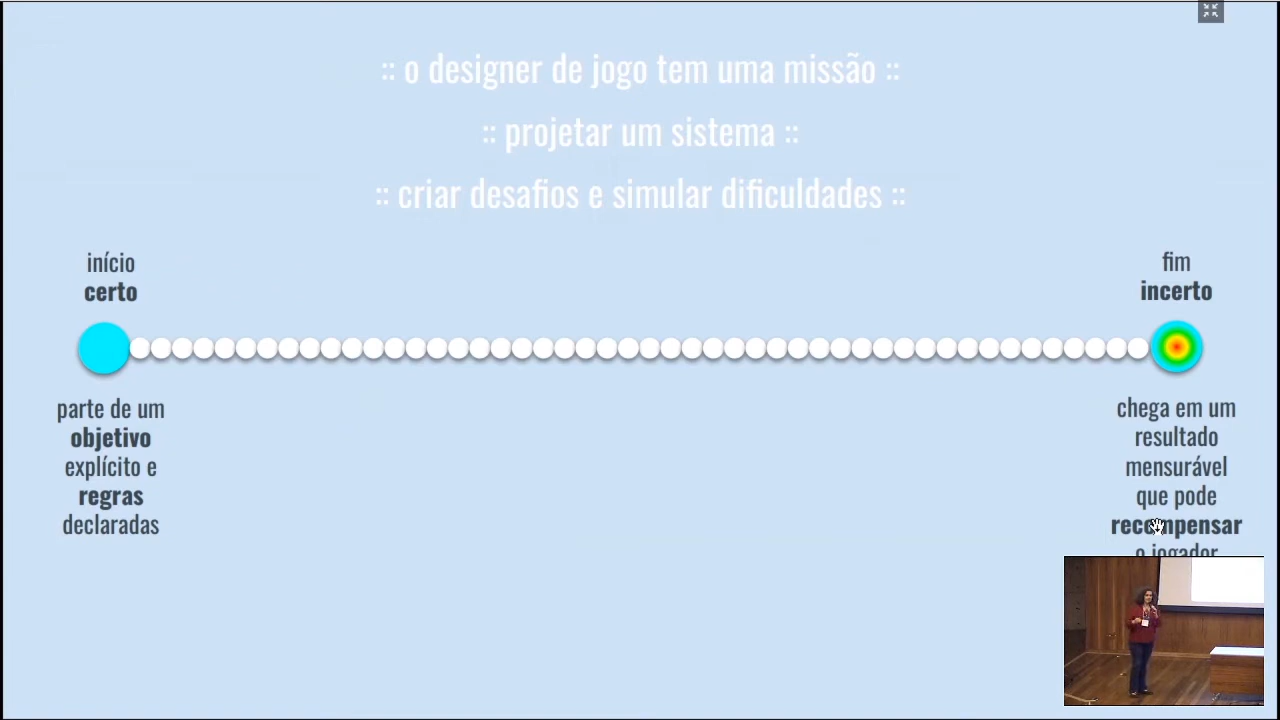 :: o designer de jogo tem uma missão ::
:: projetar um sistema ::
:: criar desafios e simular dificuldades ::
início
certo
parte de um
objetivo
explícito e
regras
declaradas
fim
incerto
chega em um
resultado
mensurável
que pode
recompensar
o jogador